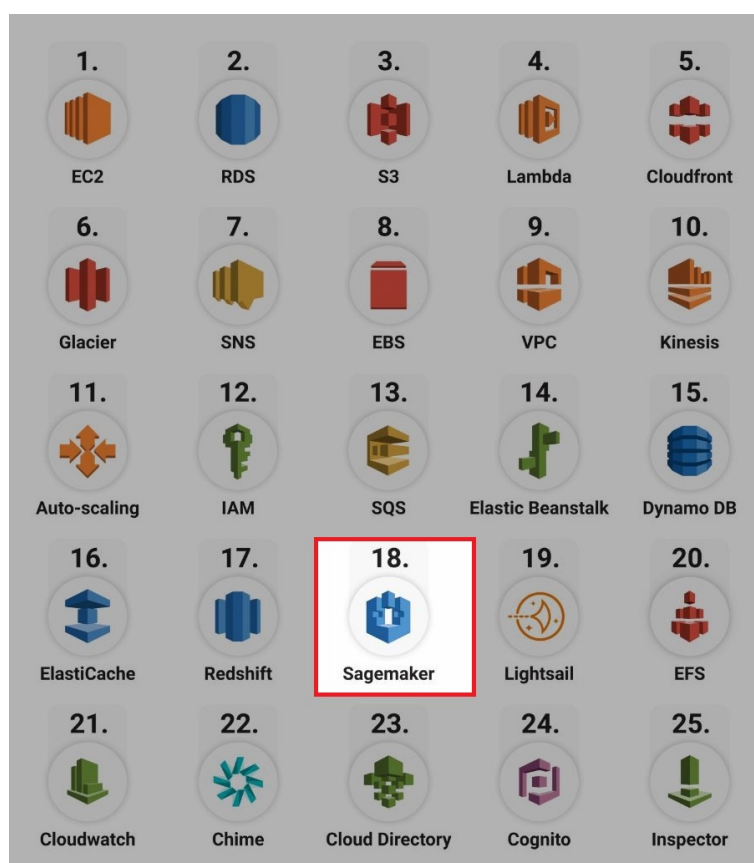 1. 2. 3. 4. 5.
EC2 RDS S3 Lambda Cloudfront
6. 7. 8. 9. 10.
Glacier SNS EBS VPC Kinesis
11. 12. 13. 14. 15.
Auto-scaling IAM SQS Elastic Beanstalk Dynamo DB
16. 17. 18. 19. 20.
ElastiCache Redshift Sagemaker Lightsail EFS
21. 22. 23. 24. 25.
Cloudwatch Chime Cloud Directory Cognito Inspector